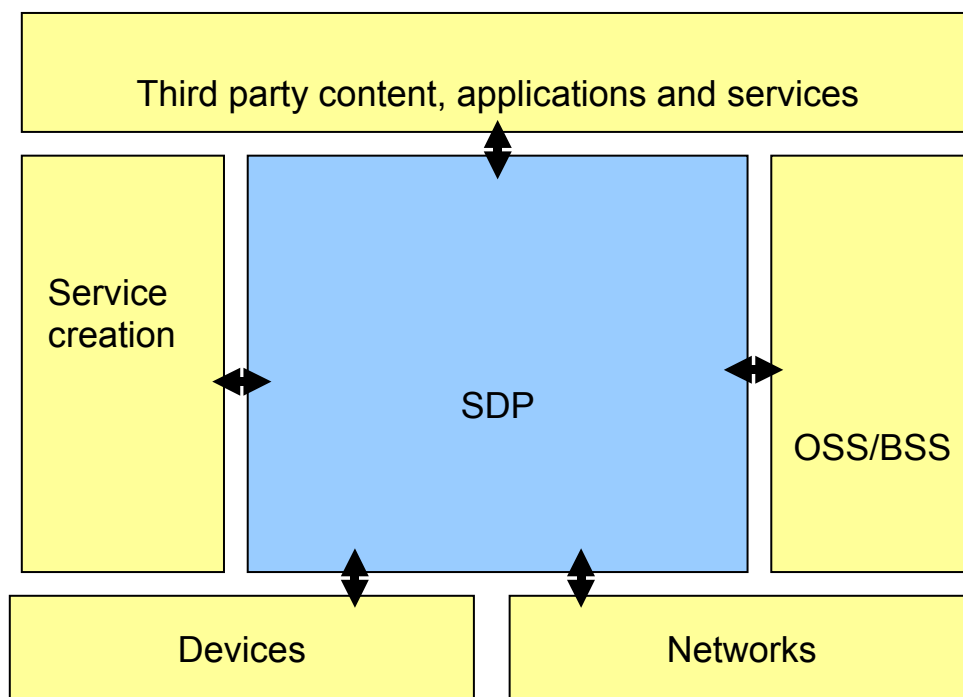 Third party content, applications and services
Service
creation
SDP
OSS/BSS
Devices
Networks